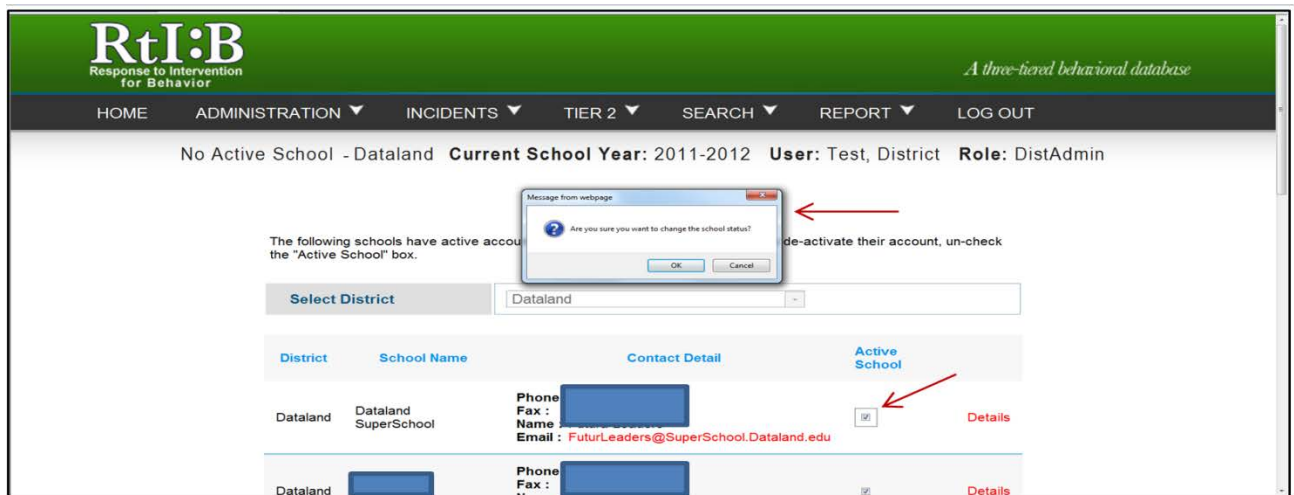 RtI:B
Response to Intervention
for Behavior
A three-tiered behavioral database
HOME ADMINISTRATION INCIDENTS TIER 2 SEARCH REPORT LOG OUT
No Active School - Dataland Current School Year: 2011-2012 User: Test, District Role: DistAdmin
Message from webpage
Are you sure you want to change the school status?
OK Cancel
The following schools have active de-activate their account, un-check
the "Active School" box.
Select District Dataland
District School Name Contact Detail Active
School
Dataland Dataland
SuperSchool
Phone
Fax :
Name :
Email : FuturLeaders@SuperSchool.Dataland.edu
Details
Dataland
Phone
Fax :
Details